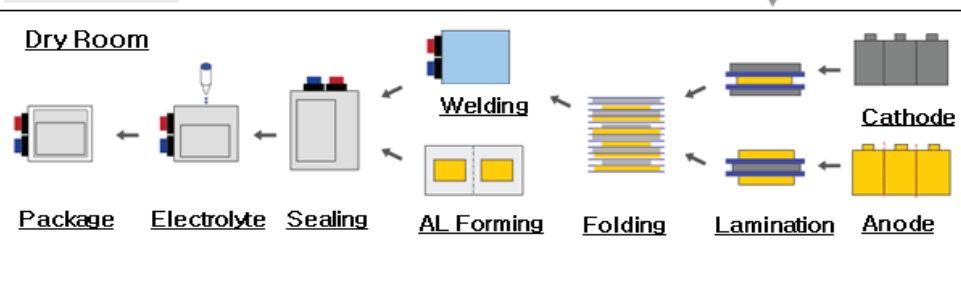 Dry Room
Welding
Cathode
Package
Electrolyte
Sealing
AL Forming
Folding
Lamination
Anode